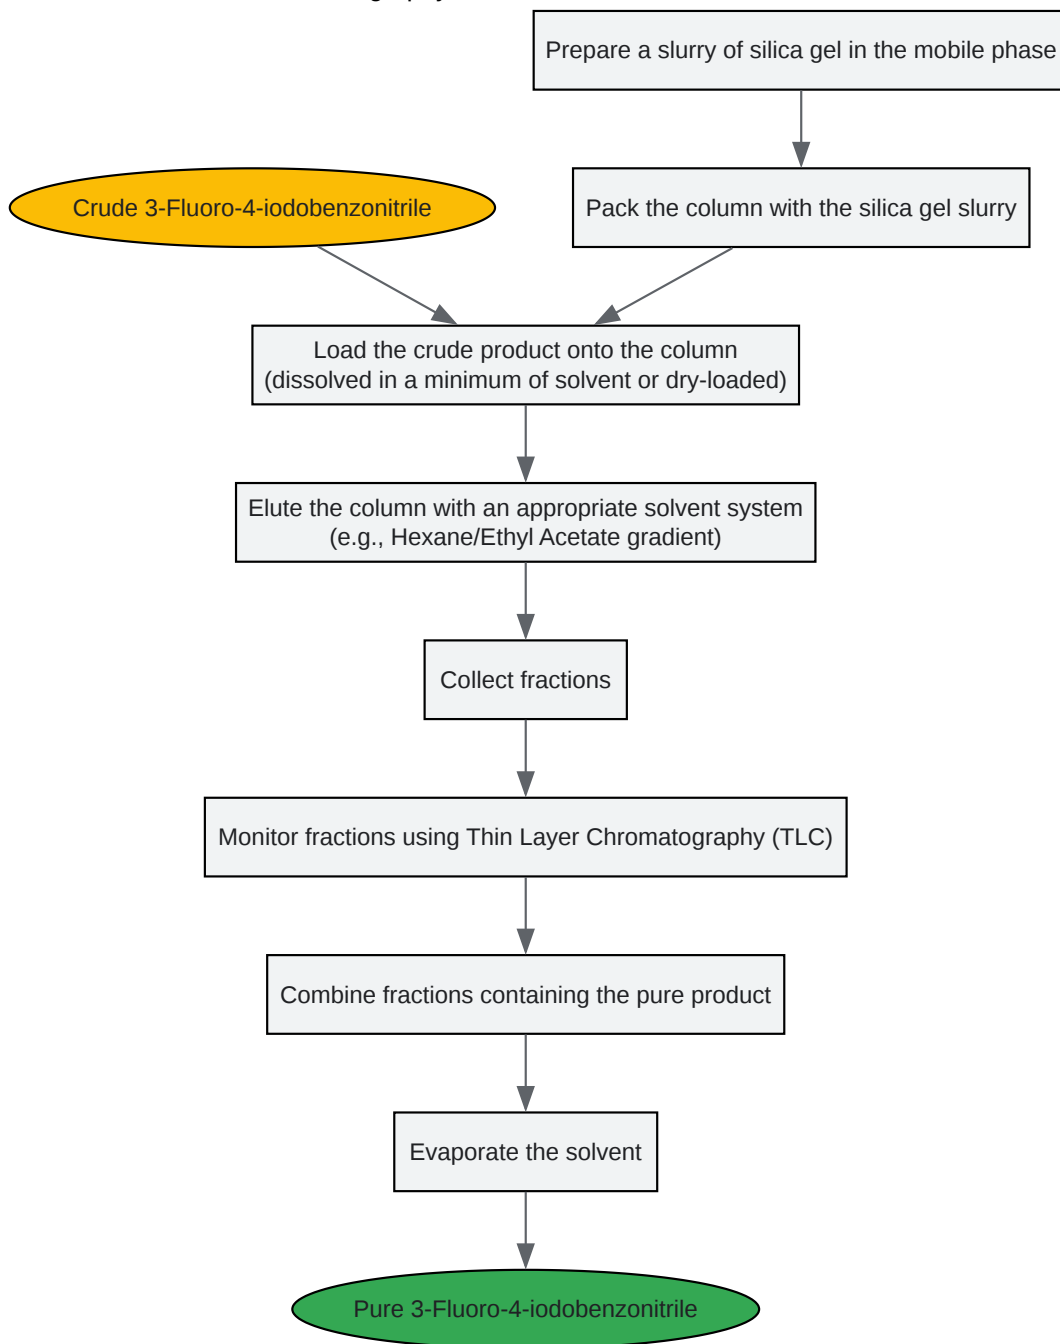 Prepare a slurry of silica gel in the mobile phase
Crude 3-Fluoro-4-iodobenzonitrile
Pack the column with the silica gel slurry
Load the crude product onto the column
(dissolved in a minimum of solvent or dry-loaded)
Elute the column with an appropriate solvent system
(e.g., Hexane/Ethyl Acetate gradient)
Collect fractions
Monitor fractions using Thin Layer Chromatography (TLC)
Combine fractions containing the pure product
Evaporate the solvent
Pure 3-Fluoro-4-iodobenzonitrile